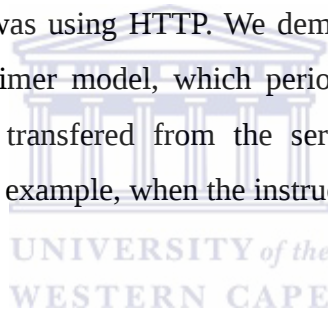 was using HTTP. We dem
imer model, which perio
transfered from the ser
example, when the instruc
UNIVERSITY of the
WESTERN CAPE